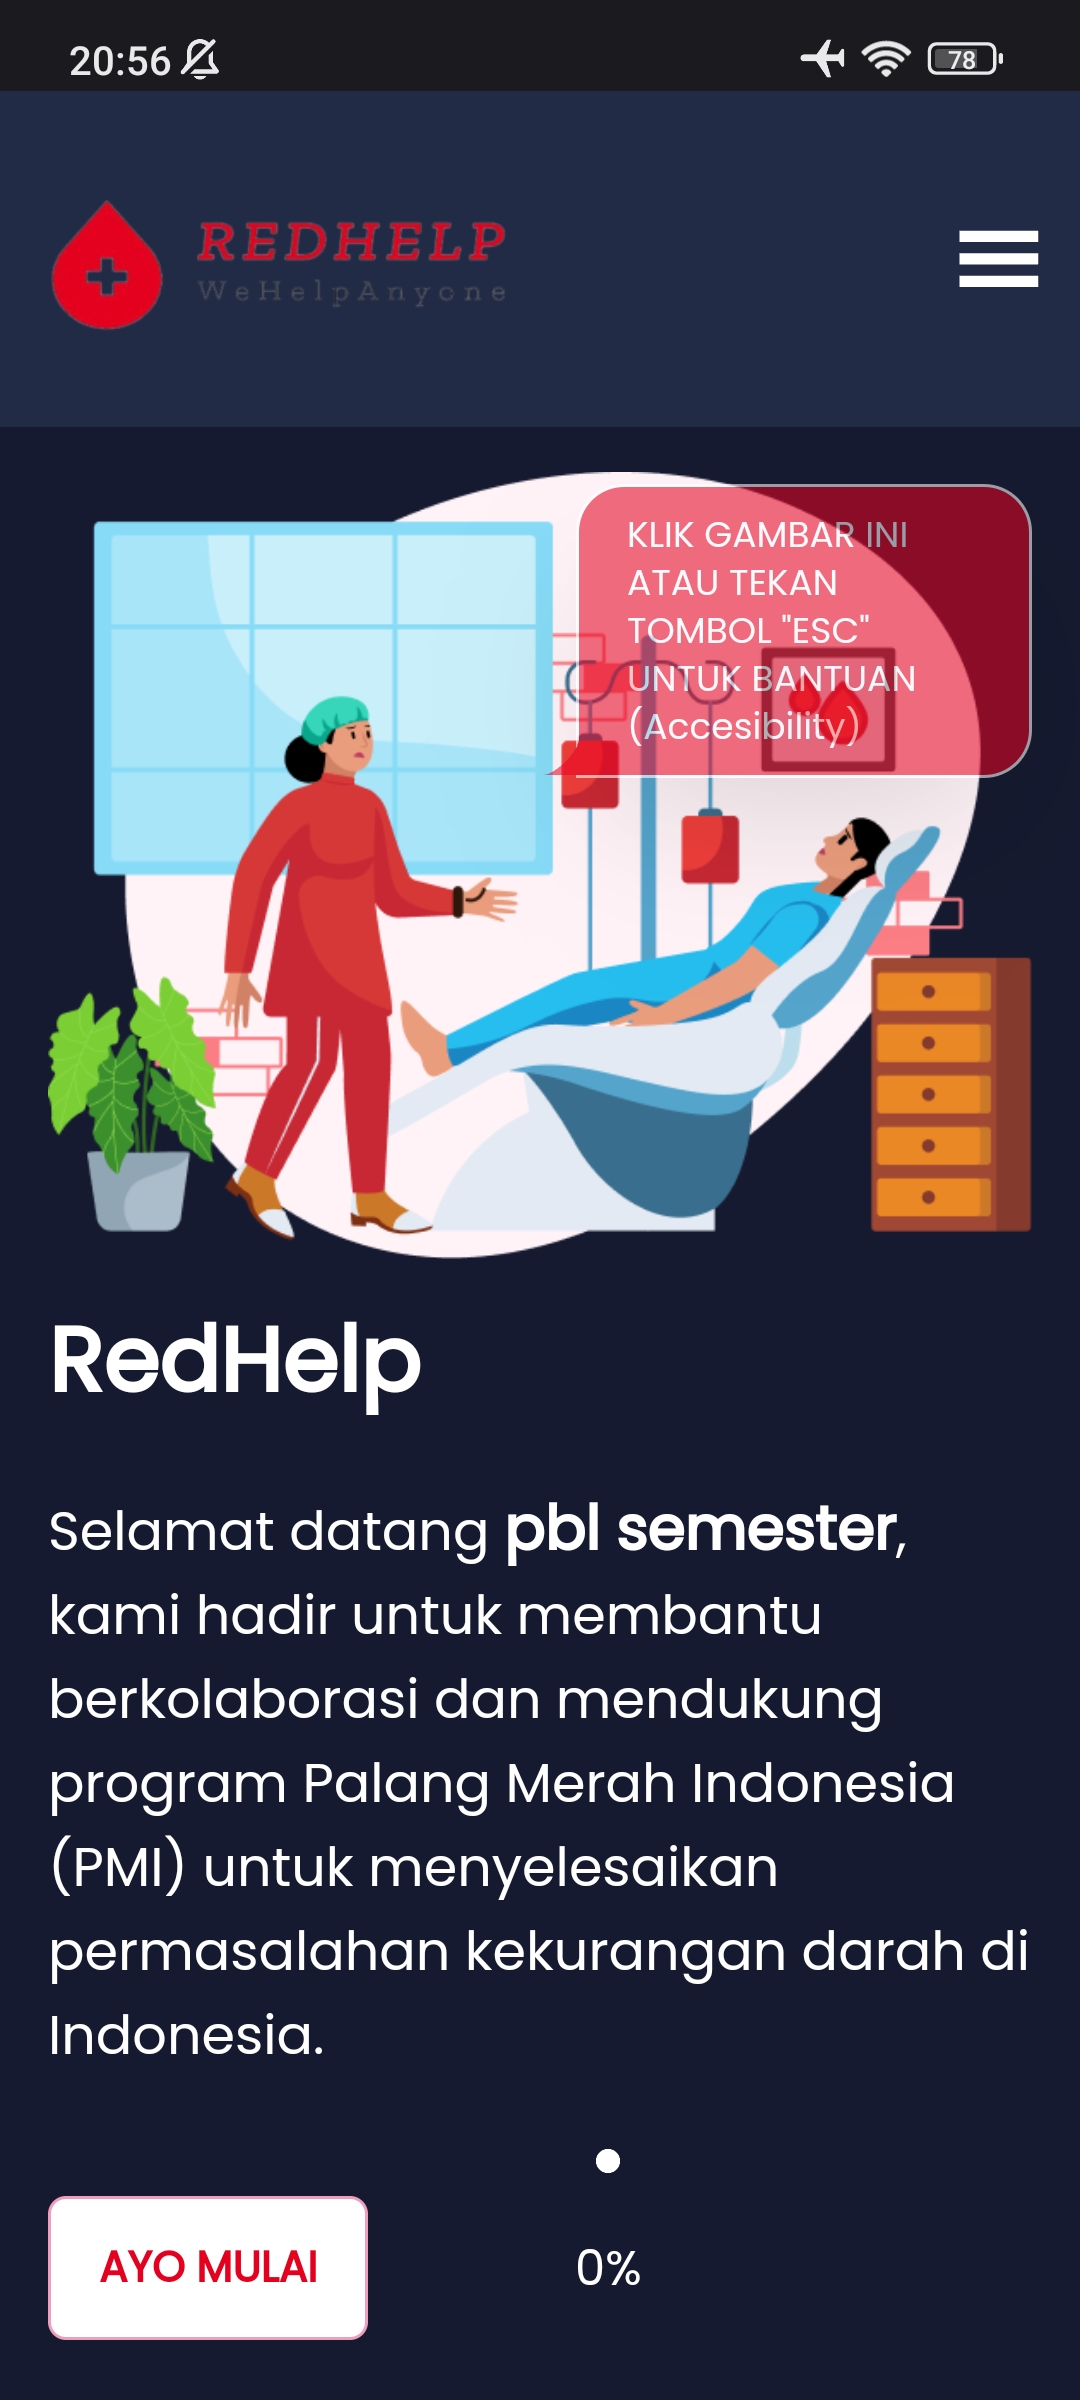 20:56
78
REDHELP
WeHelpAnyone
KLIK GAMBAR INI
ATAU TEKAN
TOMBOL "ESC"
UNTUK BANTUAN
(Accesibility)
RedHelp
Selamat datang pbl semester,
kami hadir untuk membantu
berkolaborasi dan mendukung
program Palang Merah Indonesia
(PMI) untuk menyelesaikan
permasalahan kekurangan darah di
Indonesia.
AYO MULAI
0%